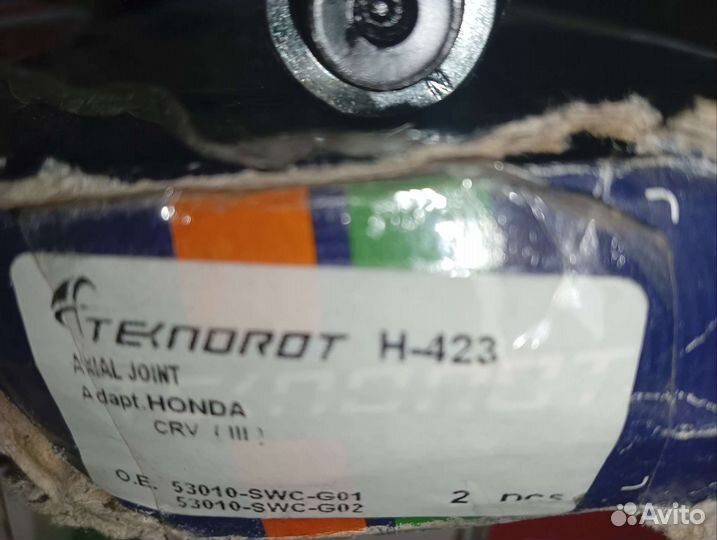 TEKNOROT H-423
AXIAL JOINT
Adapt.HONDA
CRV (III)
O.E. 53010-SWC-G01
53010-SWC-G02 2 pcs
Avito